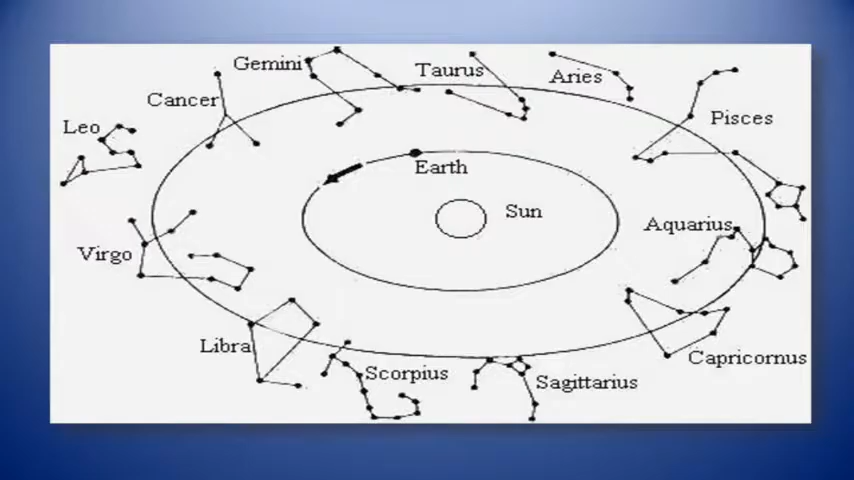 Gemini
Taurus
Aries
Cancer
Pisces
Leo
Earth
Sun
Aquarius
Virgo
Libra
Scorpius
Sagittarius
Capricornus